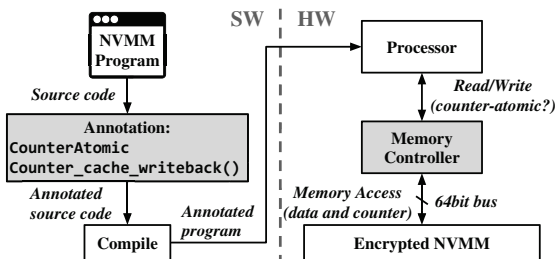 SW
HW
NVMM
Program
Source code
Annotation:
CounterAtomic
Counter_cache_writeback()
Annotated
source code
Compile
Annotated
program
Processor
Read/Write
(counter-atomic?)
Memory
Controller
Memory Access
(data and counter)
64bit bus
Encrypted NVMM